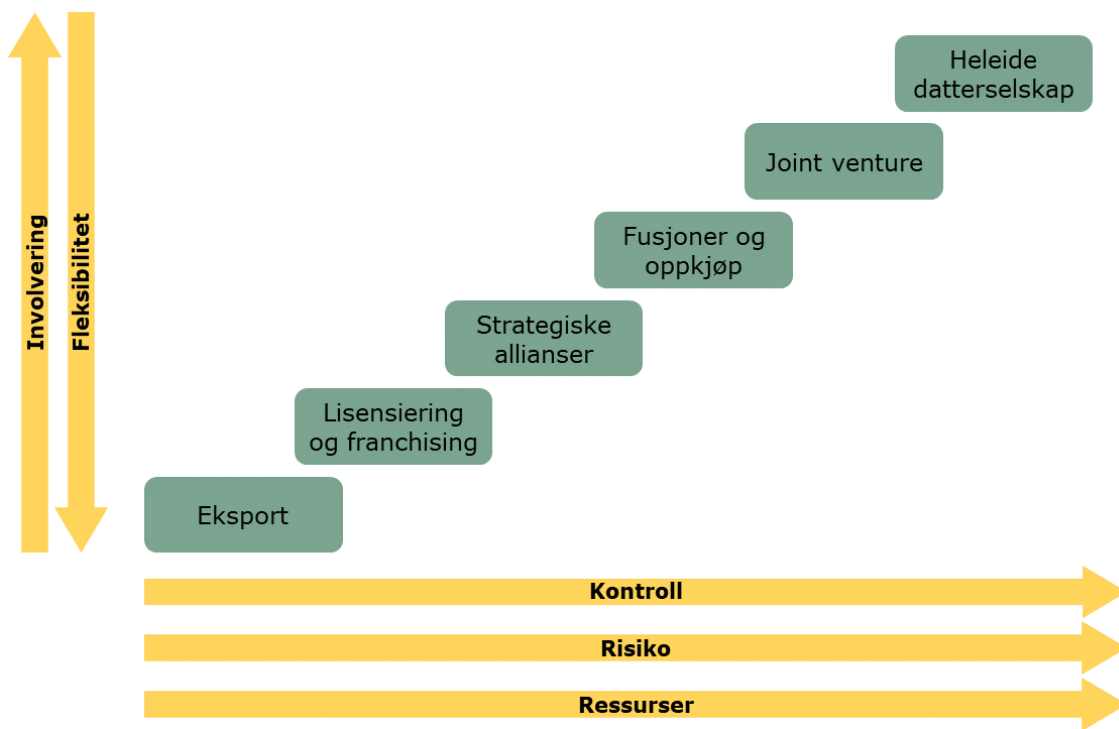 Heleide
datterselskap
Joint venture
Fusjoner og
oppkjøp
Strategiske
allianser
Lisensiering
og franchising
Eksport
Involvering
Fleksibilitet
Kontroll
Risiko
Ressurser